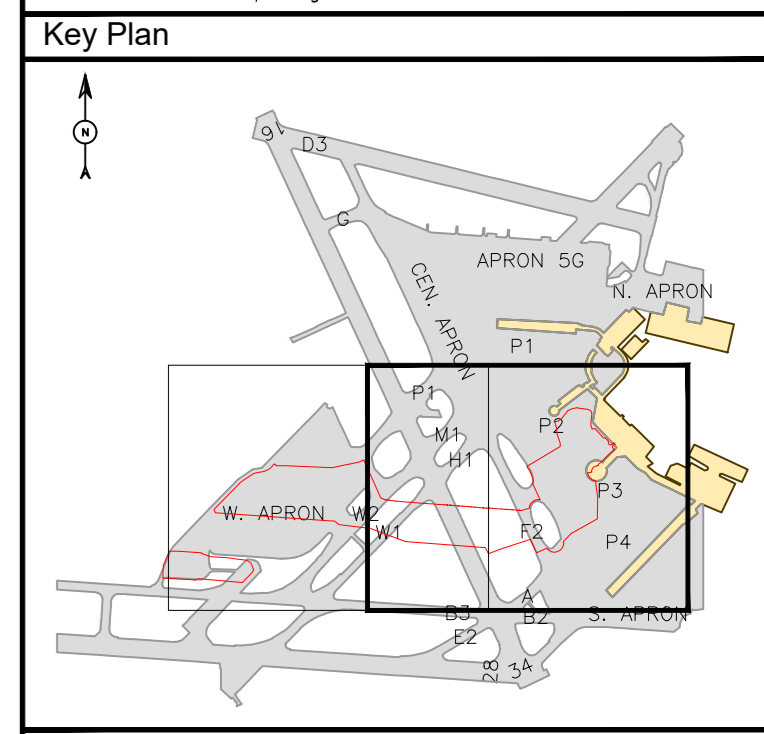 Key Plan
N
16
D3
G
APRON 5G
CEN. APRON
N. APRON
P1
P1
P2
M1
H1
P3
W. APRON
W2
W1
F2
P4
A
B3
B2
S. APRON
E2
28
34